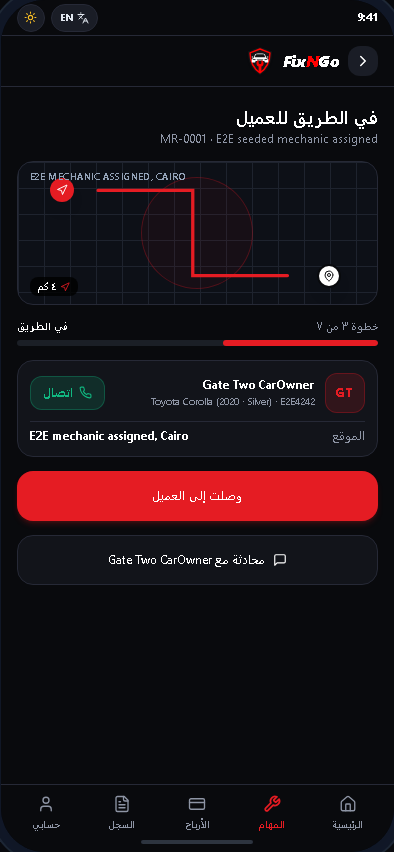 9:41
EN
FixNGo
في الطريق للعميل
MR-0001 · E2E seeded mechanic assigned
E2E MECHANIC ASSIGNED, CAIRO
٤ كم
خطوة ٣ من ٧
في الطريق
GT
Gate Two CarOwner
Toyota Corolla (2020 · Silver) · E2E4242
اتصال
الموقع
E2E mechanic assigned, Cairo
وصلت إلى العميل
محادثة مع Gate Two CarOwner
الرئيسية
المهام
الأرباح
السجل
حسابي